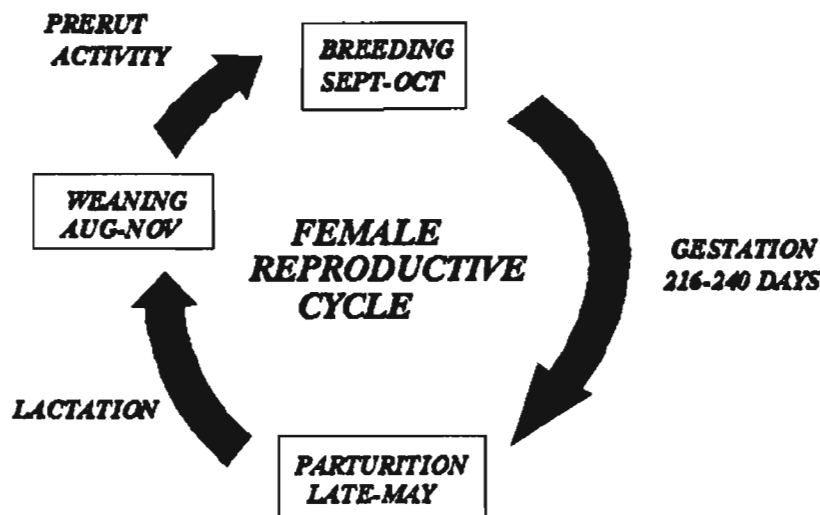 PRERUT
ACTIVITY
BREEDING
SEPT-OCT
WEANING
AUG-NOV
FEMALE
REPRODUCTIVE
CYCLE
GESTATION
216-240 DAYS
LACTATION
PARTURITION
LATE-MAY